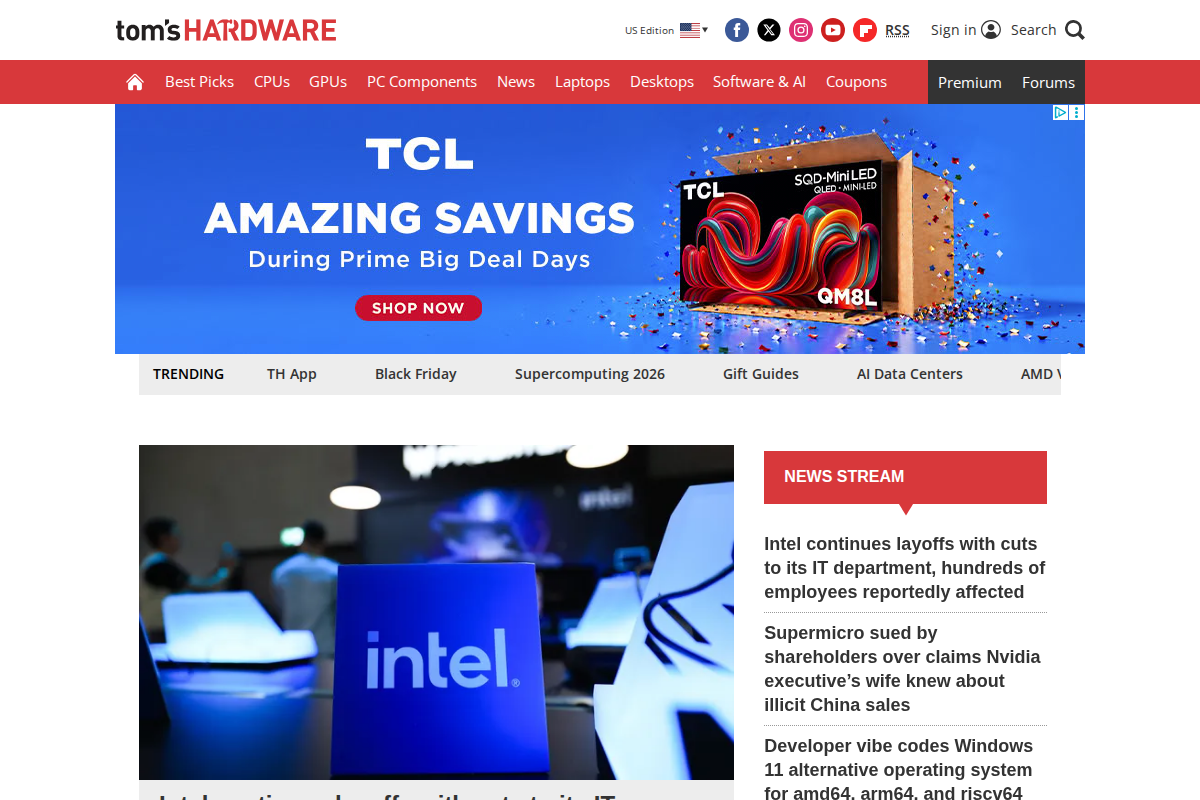 tom'sHARDWARE
US Edition
RSS
Sign in
Search
Best Picks
CPUs
GPUs
PC Components
News
Laptops
Desktops
Software & AI
Coupons
Premium
Forums
TCL
AMAZING SAVINGS
During Prime Big Deal Days
SHOP NOW
TCL
SQD-Mini LED
QLED • MINI-LED
QM8L
TRENDING
TH App
Black Friday
Supercomputing 2026
Gift Guides
AI Data Centers
AMD
intel
intel
NEWS STREAM
Intel continues layoffs with cuts
to its IT department, hundreds of
employees reportedly affected
Supermicro sued by
shareholders over claims Nvidia
executive’s wife knew about
illicit China sales
Developer vibe codes Windows
11 alternative operating system
for amd64, arm64, and riscv64